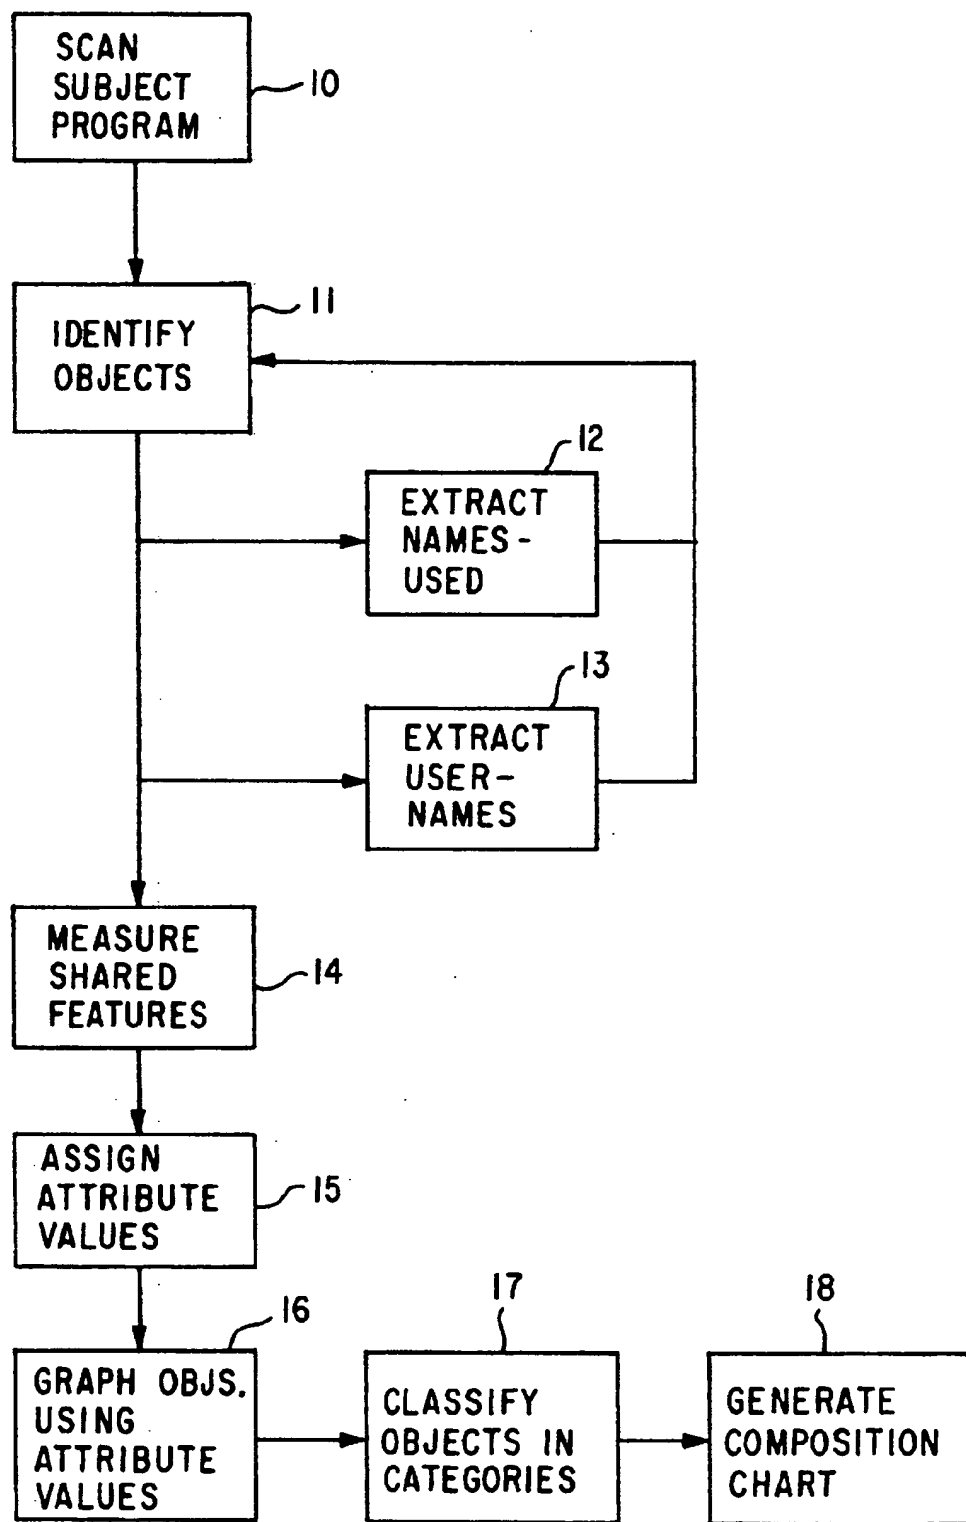 SCAN
SUBJECT
PROGRAM
10
IDENTIFY
OBJECTS
11
EXTRACT
NAMES-
USED
12
EXTRACT
USER-
NAMES
13
MEASURE
SHARED
FEATURES
14
ASSIGN
ATTRIBUTE
VALUES
15
GRAPH OBJS.
USING
ATTRIBUTE
VALUES
16
CLASSIFY
OBJECTS IN
CATEGORIES
17
GENERATE
COMPOSITION
CHART
18